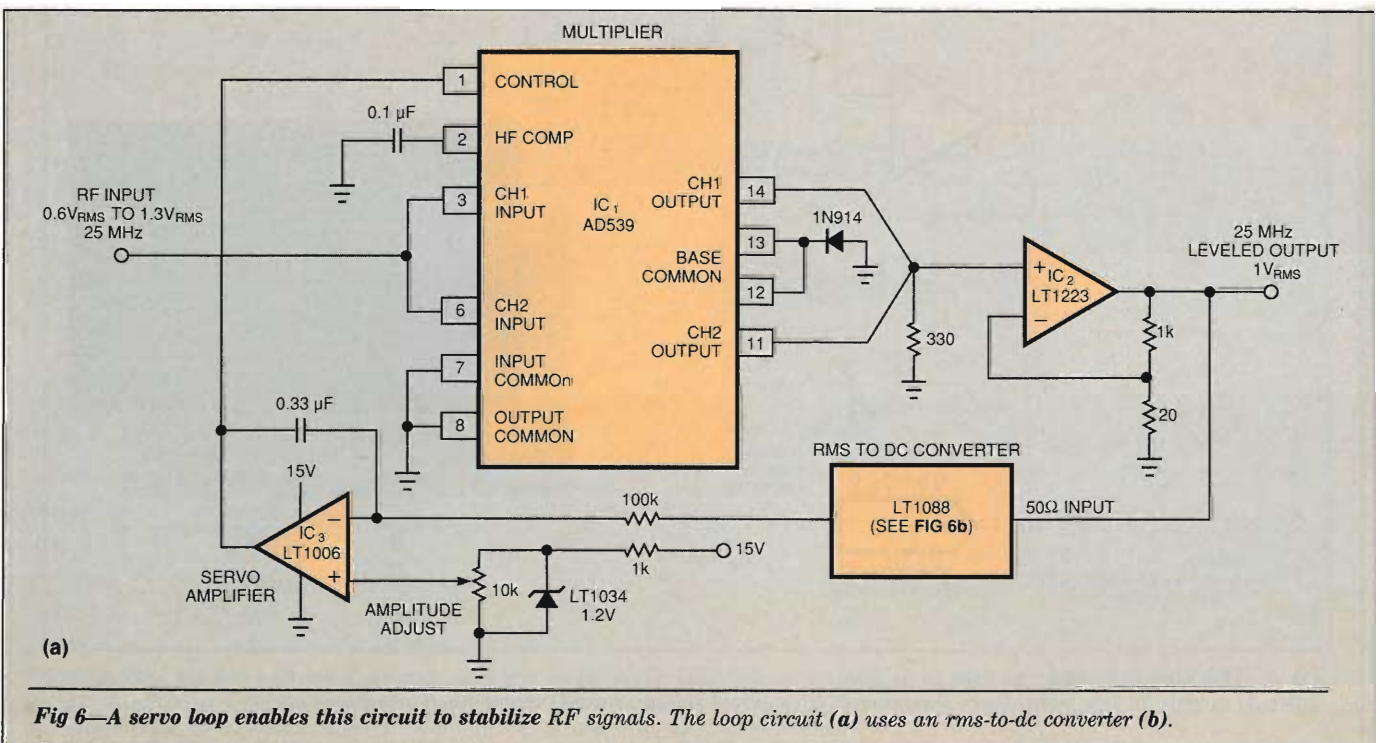 MULTIPLIER
1 CONTROL
0.1 µF
2 HF COMP
RF INPUT
0.6VRMS TO 1.3VRMS
25 MHz
3 CH1
INPUT
IC1
AD539
CH1
OUTPUT 14
1N914
13
BASE
COMMON
12
6 CH2
INPUT
CH2
OUTPUT 11
7 INPUT
COMMOn
8 OUTPUT
COMMON
330
+
IC2
LT1223
–
25 MHz
LEVELED OUTPUT
1VRMS
1k
20
0.33 µF
15V
–
IC3
LT1006
+
SERVO
AMPLIFIER
AMPLITUDE
ADJUST
10k
LT1034
1.2V
1k
15V
100k
RMS TO DC CONVERTER
LT1088
(SEE FIG 6b)
50Ω INPUT
(a)
Fig 6—A servo loop enables this circuit to stabilize RF signals. The loop circuit (a) uses an rms-to-dc converter (b).